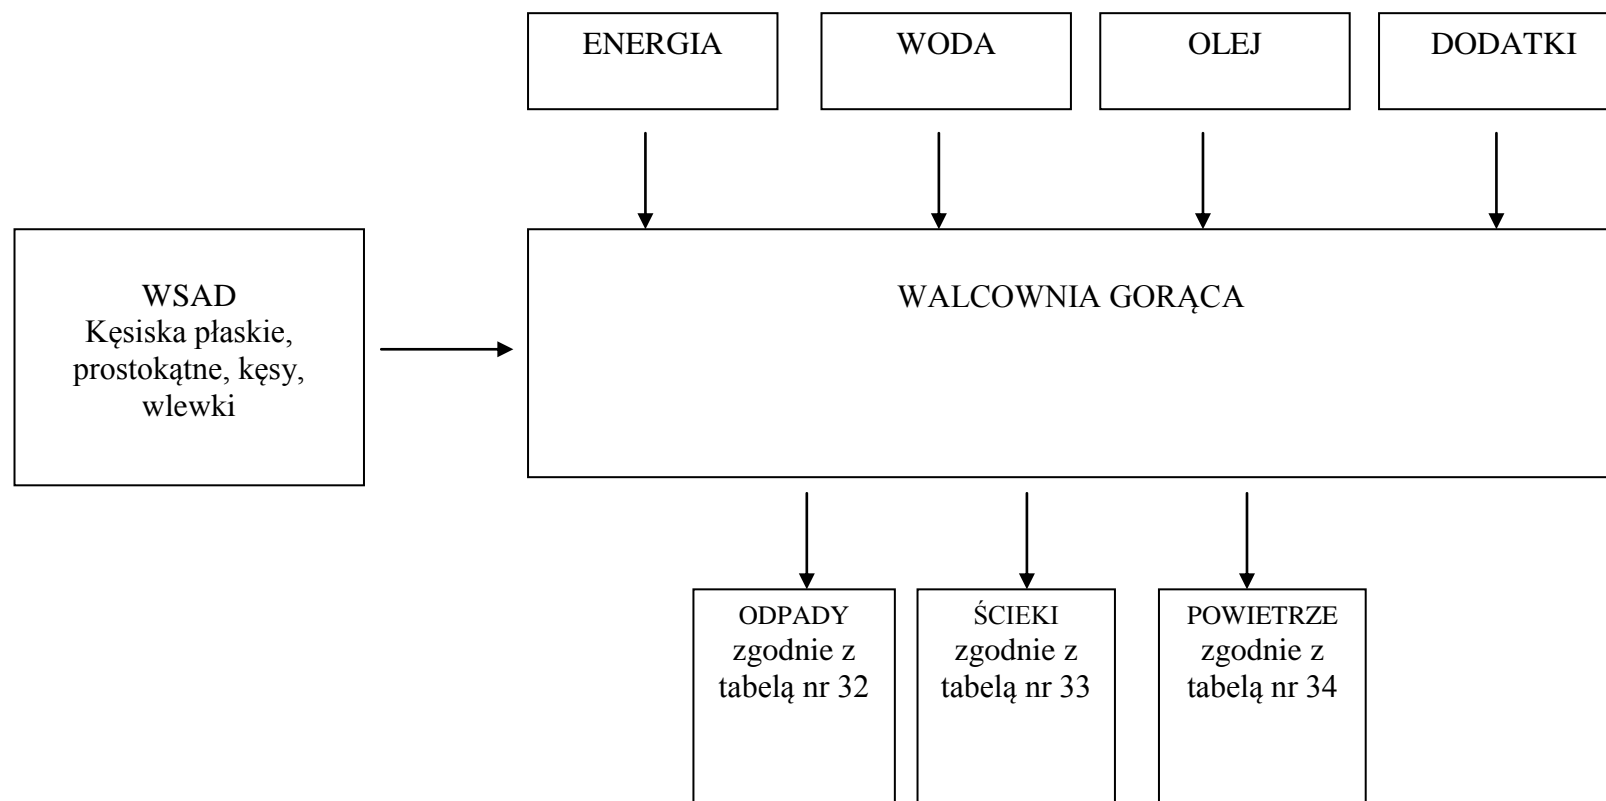 ENERGIA
WODA
OLEJ
DODATKI
WSAD
Kęsiska płaskie,
prostokątne, kęsy,
wlewki
WALCOWNIA GORĄCA
ODPADY
zgodnie z
tabelą nr 32
ŚCIEKI
zgodnie z
tabelą nr 33
POWIETRZE
zgodnie z
tabelą nr 34